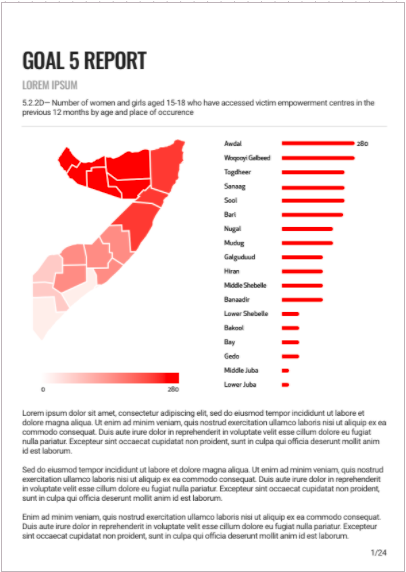 GOAL 5 REPORT
LOREM IPSUM
5.2.2D— Number of women and girls aged 15-18 who have accessed victim empowerment centres in the
previous 12 months by age and place of occurence
Awdal 280
Woqooyi Galbeed
Togdheer
Sanaag
Sool
Bari
Nugal
Mudug
Galguduud
Hiran
Middle Shebelle
Banaadir
Lower Shebelle
Bakool
Bay
Gedo
Middle Juba
Lower Juba
0 280
Lorem ipsum dolor sit amet, consectetur adipiscing elit, sed do eiusmod tempor incididunt ut labore et
dolore magna aliqua. Ut enim ad minim veniam, quis nostrud exercitation ullamco laboris nisi ut aliquip ex ea
commodo consequat. Duis aute irure dolor in reprehenderit in voluptate velit esse cillum dolore eu fugiat
nulla pariatur. Excepteur sint occaecat cupidatat non proident, sunt in culpa qui officia deserunt mollit anim
id est laborum.
Sed do eiusmod tempor incididunt ut labore et dolore magna aliqua. Ut enim ad minim veniam, quis nostrud
exercitation ullamco laboris nisi ut aliquip ex ea commodo consequat. Duis aute irure dolor in reprehenderit
in voluptate velit esse cillum dolore eu fugiat nulla pariatur. Excepteur sint occaecat cupidatat non proident,
sunt in culpa qui officia deserunt mollit anim id est laborum.
Enim ad minim veniam, quis nostrud exercitation ullamco laboris nisi ut aliquip ex ea commodo consequat.
Duis aute irure dolor in reprehenderit in voluptate velit esse cillum dolore eu fugiat nulla pariatur. Excepteur
sint occaecat cupidatat non proident, sunt in culpa qui officia deserunt mollit anim id est laborum.
1/24